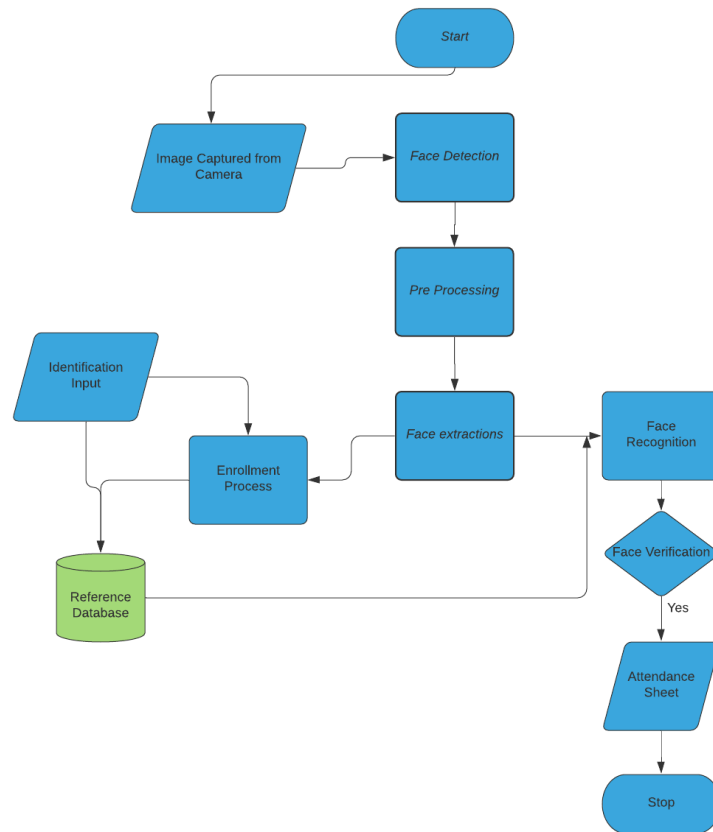 Start
Image Captured from
Camera
Face Detection
Pre Processing
Identification
Input
Face extractions
Face
Recognition
Enrollment
Process
Face Verification
Reference
Database
Yes
Attendance
Sheet
Stop